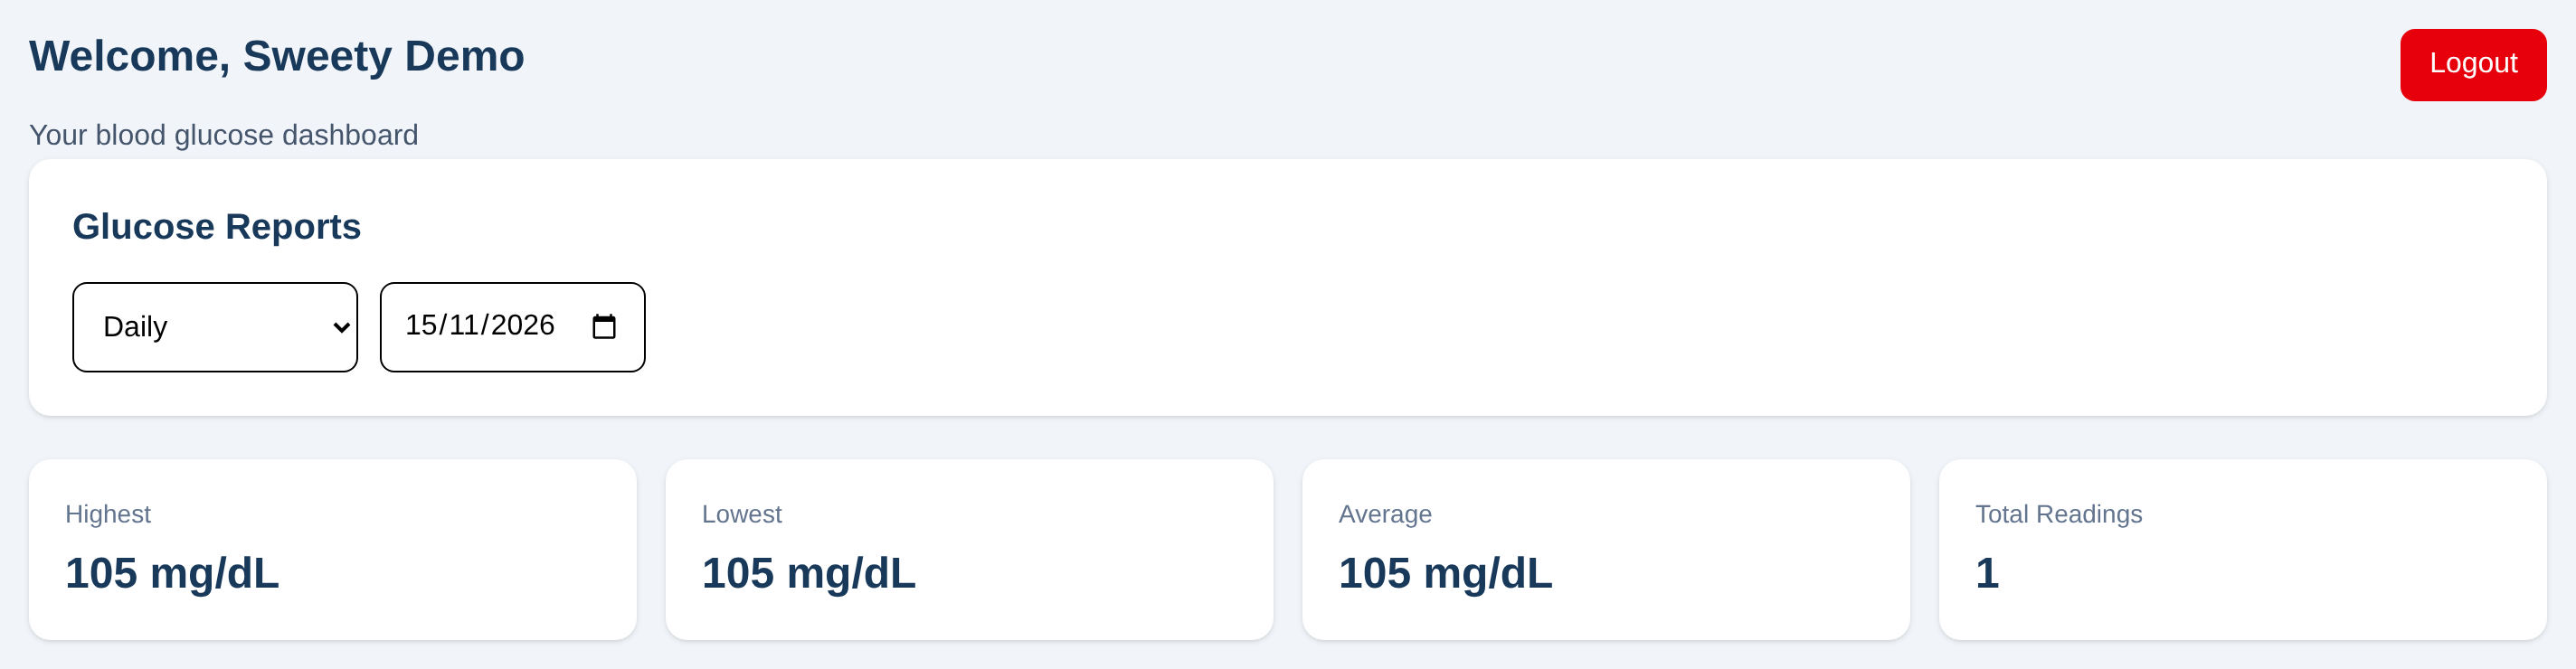 Welcome, Sweety Demo
Logout
Your blood glucose dashboard
Glucose Reports
Daily
15/11/2026
Highest
105 mg/dL
Lowest
105 mg/dL
Average
105 mg/dL
Total Readings
1